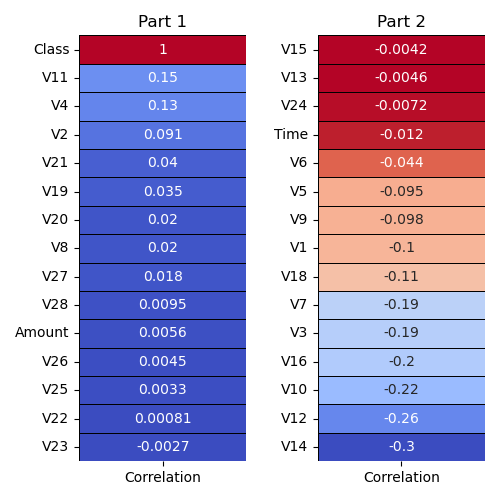 Part 1
Class 1
V11 0.15
V4 0.13
V2 0.091
V21 0.04
V19 0.035
V20 0.02
V8 0.02
V27 0.018
V28 0.0095
Amount 0.0056
V26 0.0045
V25 0.0033
V22 0.00081
V23 -0.0027
Correlation
Part 2
V15 -0.0042
V13 -0.0046
V24 -0.0072
Time -0.012
V6 -0.044
V5 -0.095
V9 -0.098
V1 -0.1
V18 -0.11
V7 -0.19
V3 -0.19
V16 -0.2
V10 -0.22
V12 -0.26
V14 -0.3
Correlation